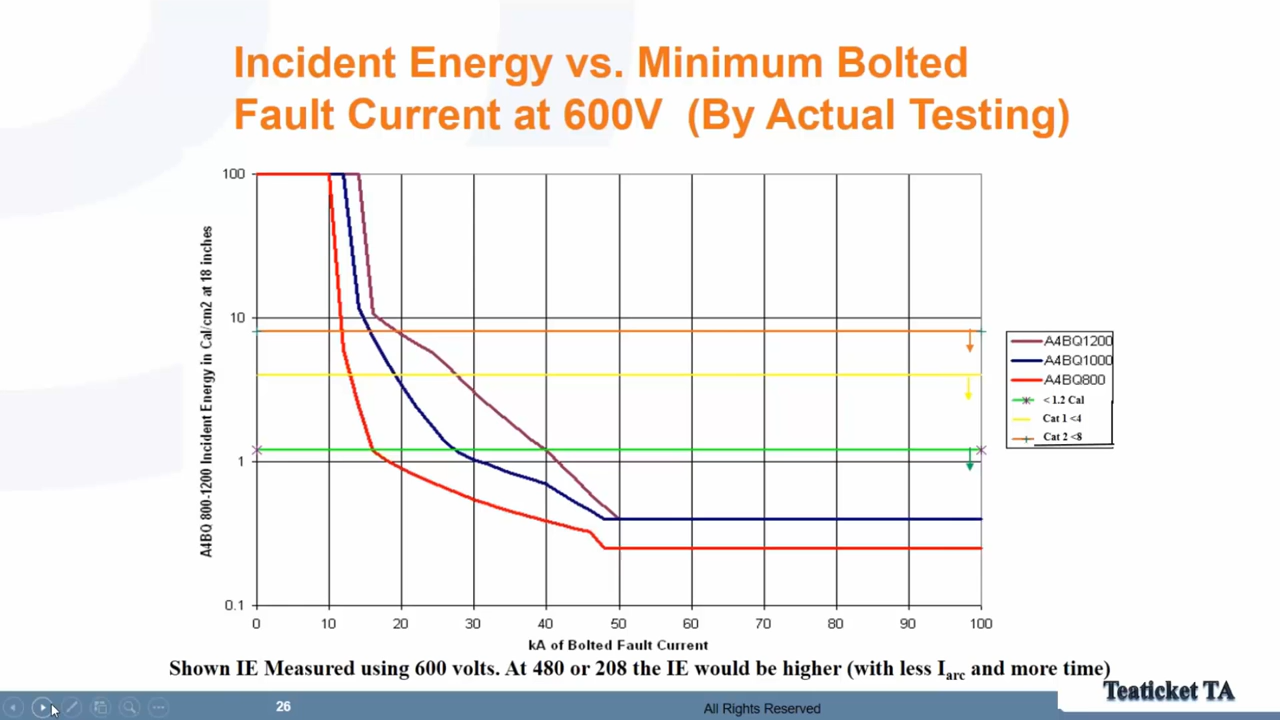 Incident Energy vs. Minimum Bolted
Fault Current at 600V (By Actual Testing)
A4BQ 800-1200 Incident Energy in Cal/cm2 at 18 inches
100
10
1
0.1
0
10
20
30
40
50
60
70
80
90
100
kA of Bolted Fault Current
A4BQ1200
A4BQ1000
A4BQ800
< 1.2 Cal
Cat 1 <4
Cat 2 <8
Shown IE Measured using 600 volts. At 480 or 208 the IE would be higher (with less Iarc and more time)
26
All Rights Reserved
Teaticket TA